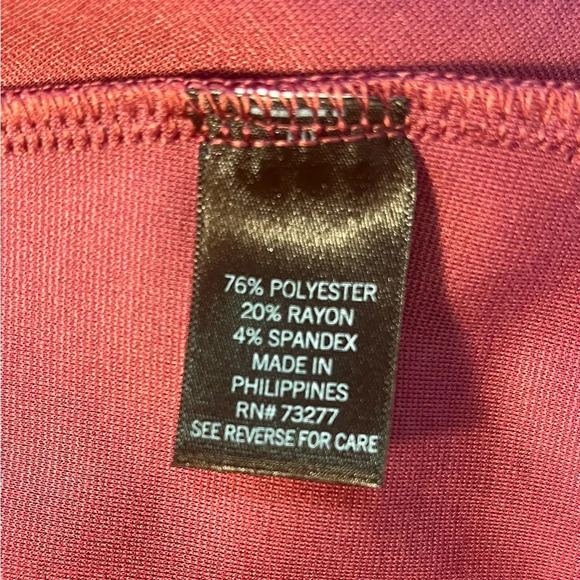 76% POLYESTER
20% RAYON
4% SPANDEX
MADE IN
PHILIPPINES
RN# 73277
SEE REVERSE FOR CARE